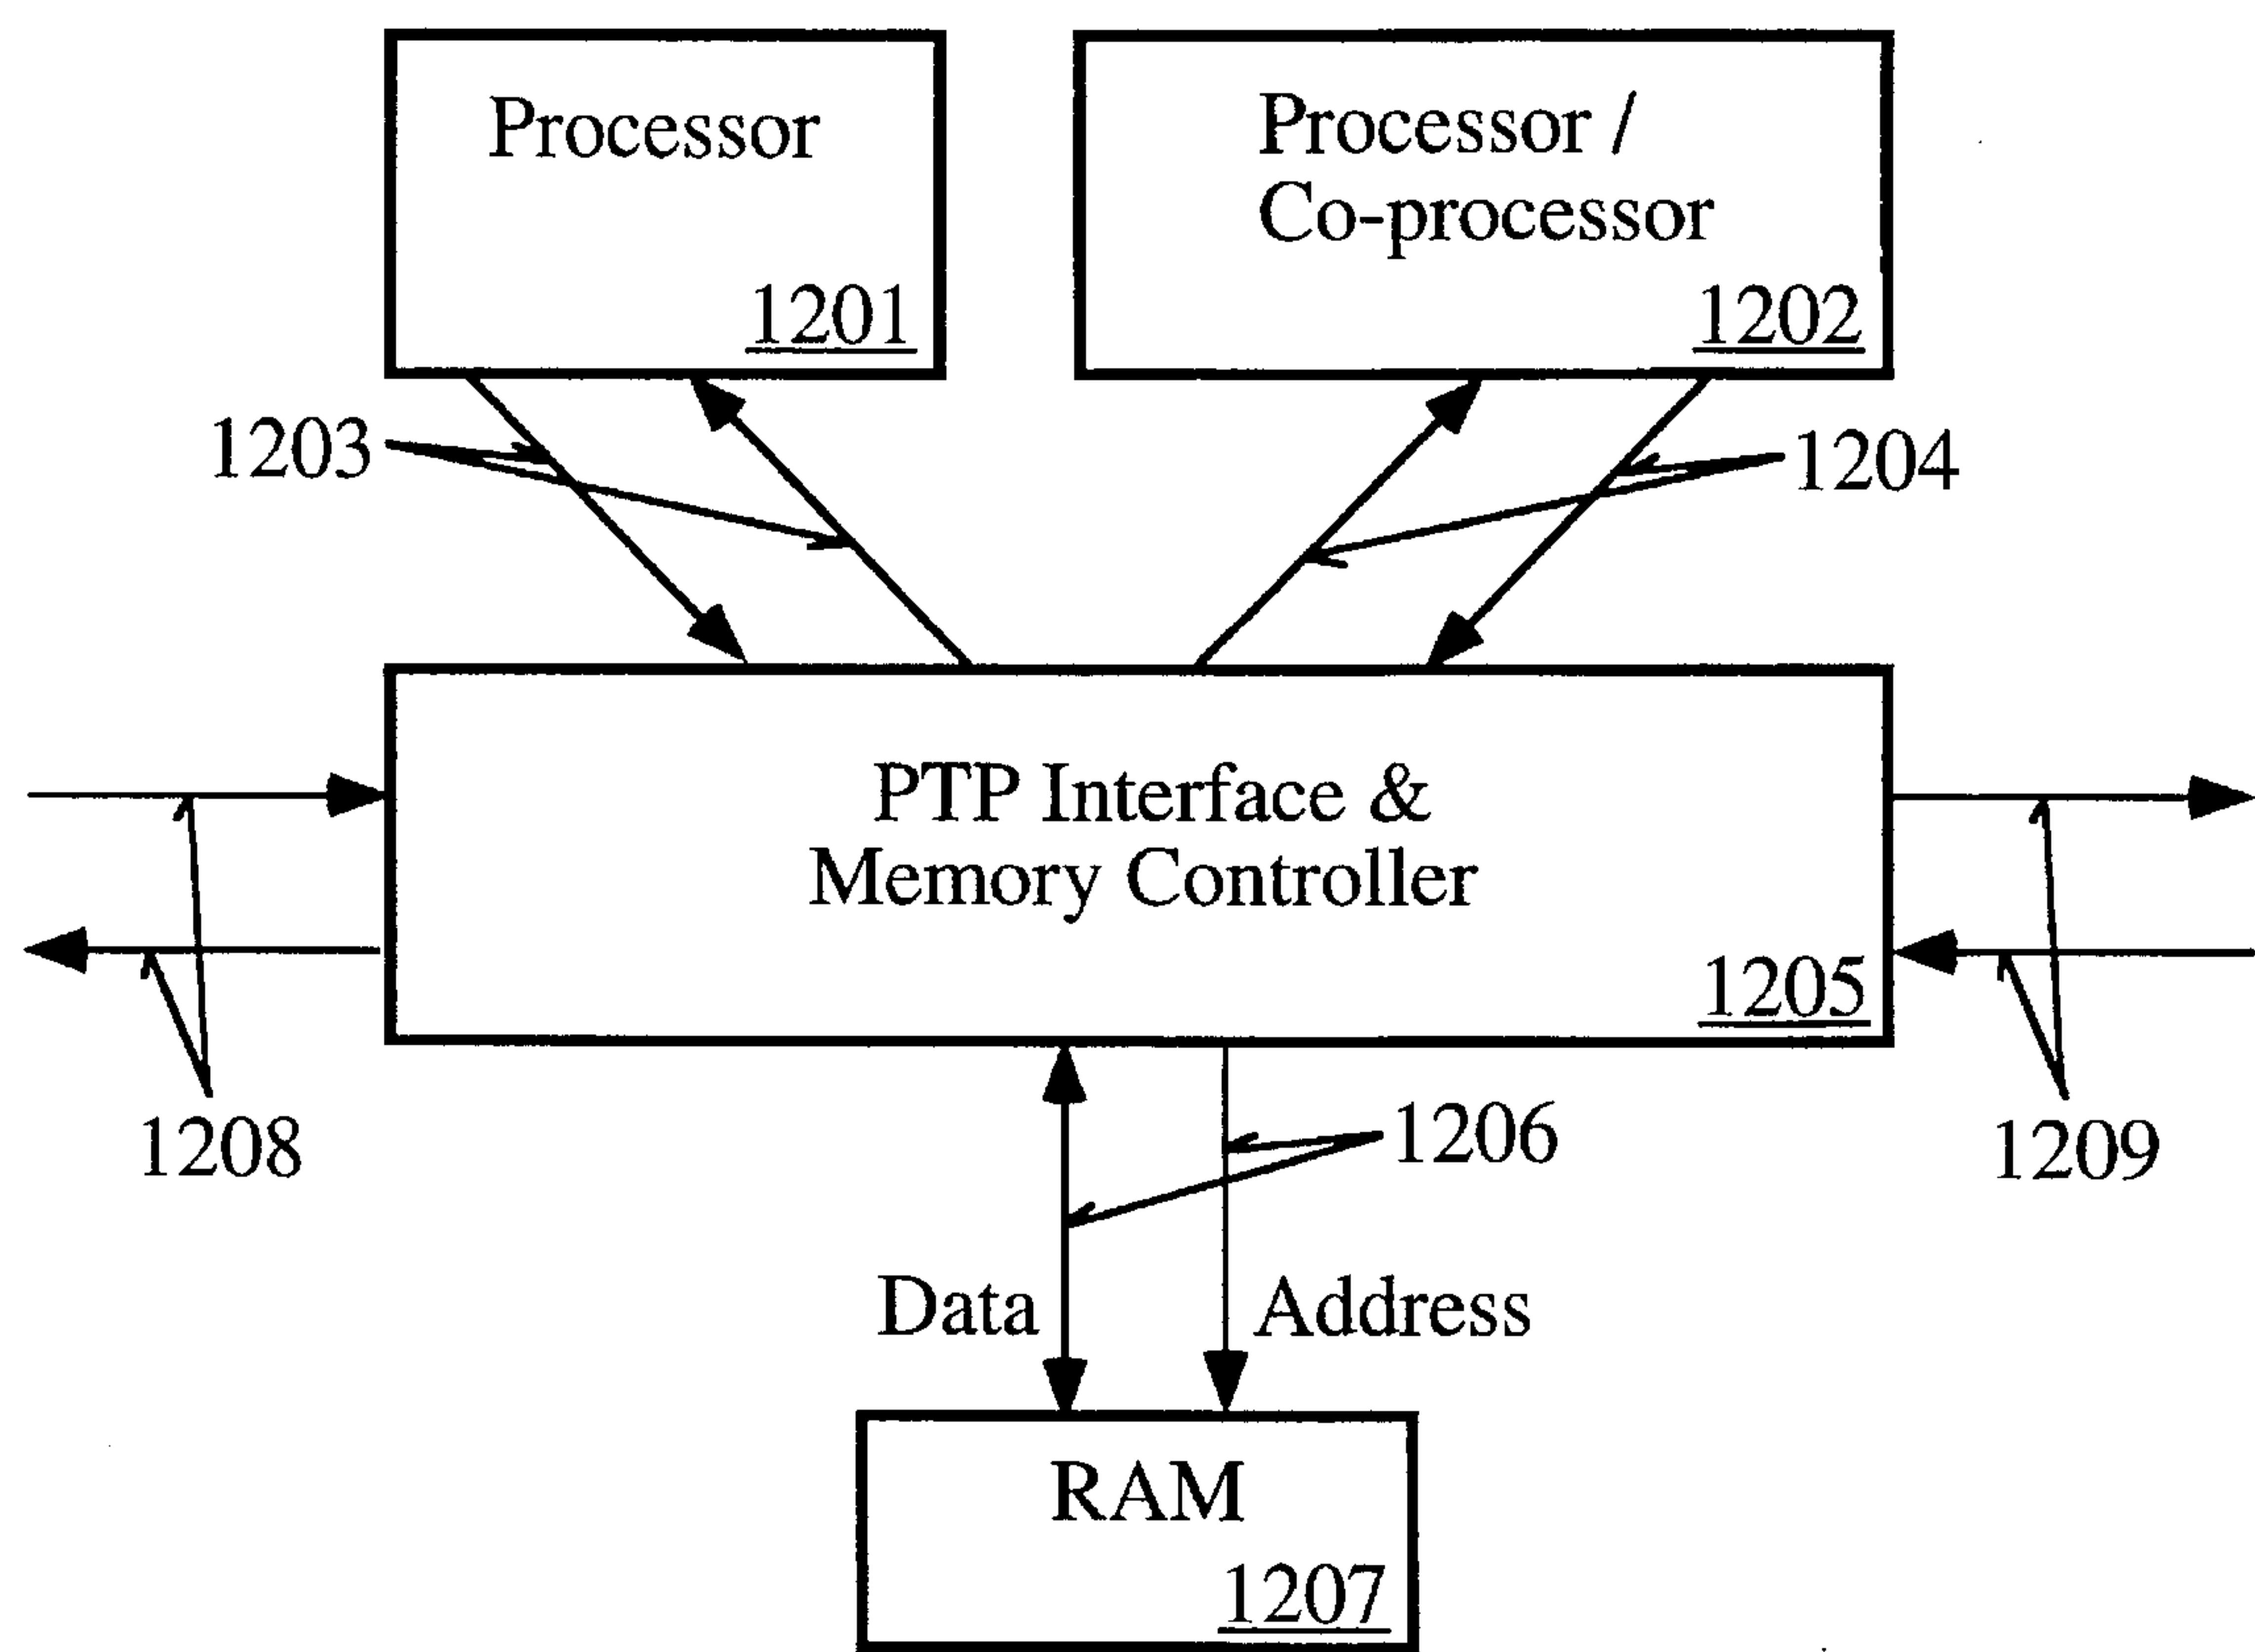 Processor
1201
Processor /
Co-processor
1202
1203
1204
PTP Interface &
Memory Controller
1205
1208
1206
1209
Data
Address
RAM
1207